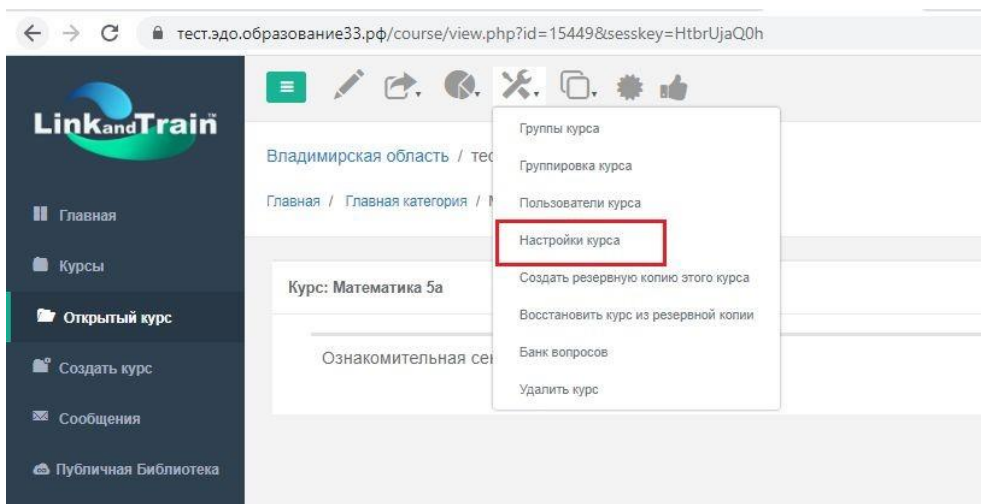 тест.эдо.образование33.рф/course/view.php?id=15449&sesskey=HtbrUjaQ0h
LinkandTrain
Главная
Курсы
Открытый курс
Создать курс
Сообщения
Публичная Библиотека
Владимирская область / тес
Главная / Главная категория /
Курс: Математика 5а
Ознакомительная се
Группы курса
Группировка курса
Пользователи курса
Настройки курса
Создать резервную копию этого курса
Восстановить курс из резервной копии
Банк вопросов
Удалить курс